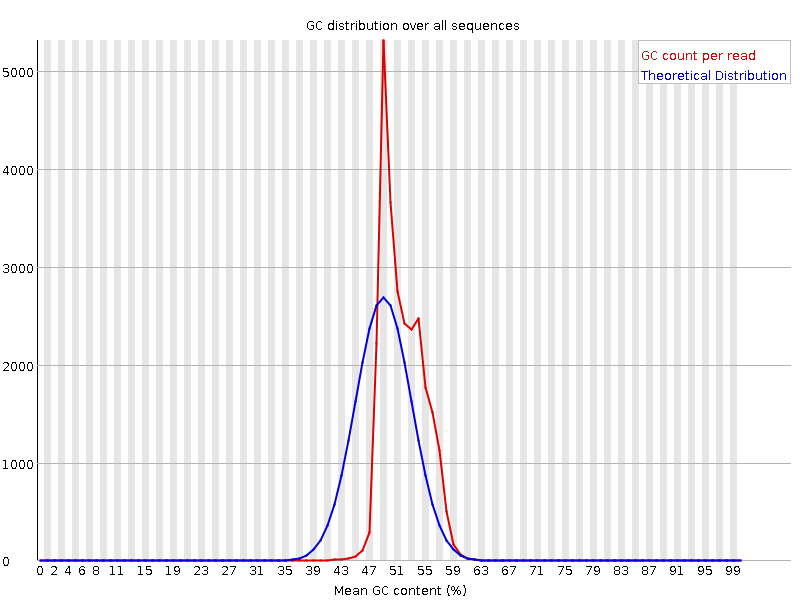 GC distribution over all sequences
GC count per read
Theoretical Distribution
5000
4000
3000
2000
1000
0
0 2 4 6 8 11 15 19 23 27 31 35 39 43 47 51 55 59 63 67 71 75 79 83 87 91 95 99
Mean GC content (%)